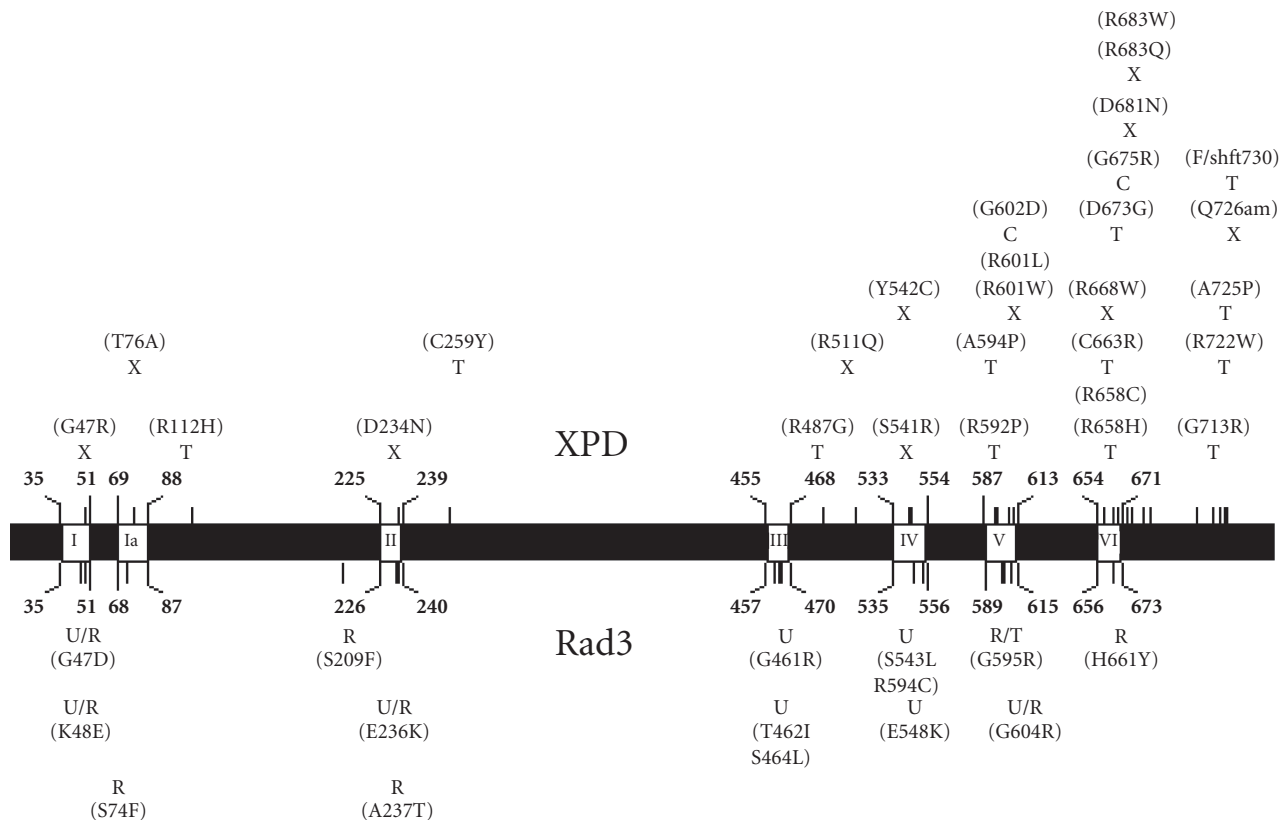 (R683W)
(R683Q)
X
(D681N)
X
(G675R) (F/shft730)
C T
(G602D) (D673G) (Q726am)
C T X
(R601L)
(Y542C) (R601W) (R668W) (A725P)
X X X T
(T76A) (C259Y) (R511Q) (A594P) (C663R) (R722W)
X T X T T T
(R658C)
(G47R) (R112H) (D234N) XPD (R487G) (S541R) (R592P) (R658H) (G713R)
X T X T X T T T
35 51 69 88 225 239 455 468 533 554 587 613 654 671
I Ia II III IV V VI
35 51 68 87 226 240 457 470 535 556 589 615 656 673
U/R R Rad3 U U R/T R
(G47D) (S209F) (G461R) (S543L (G595R) (H661Y)
R594C)
U/R U/R U U U/R
(K48E) (E236K) (T462I (E548K) (G604R)
S464L)
R R
(S74F) (A237T)